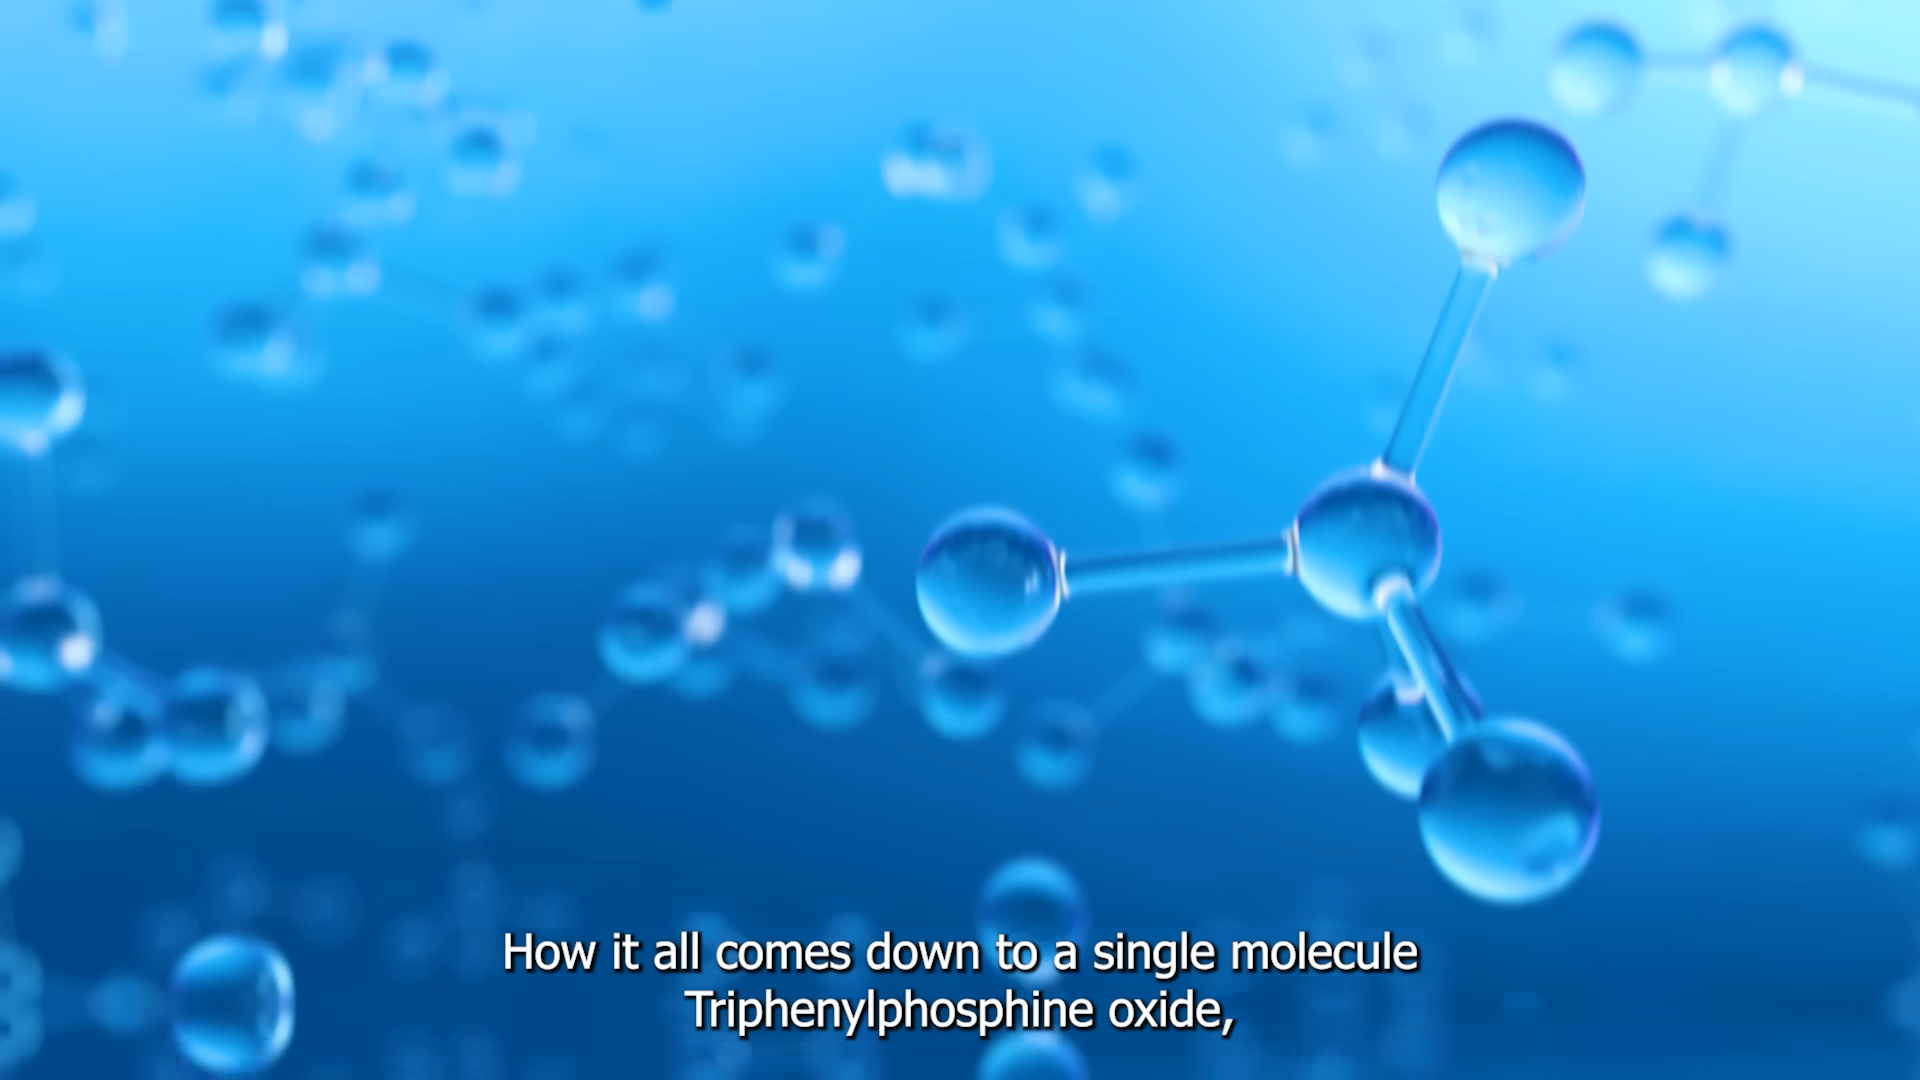 How it all comes down to a single molecule
Triphenylphosphine oxide,